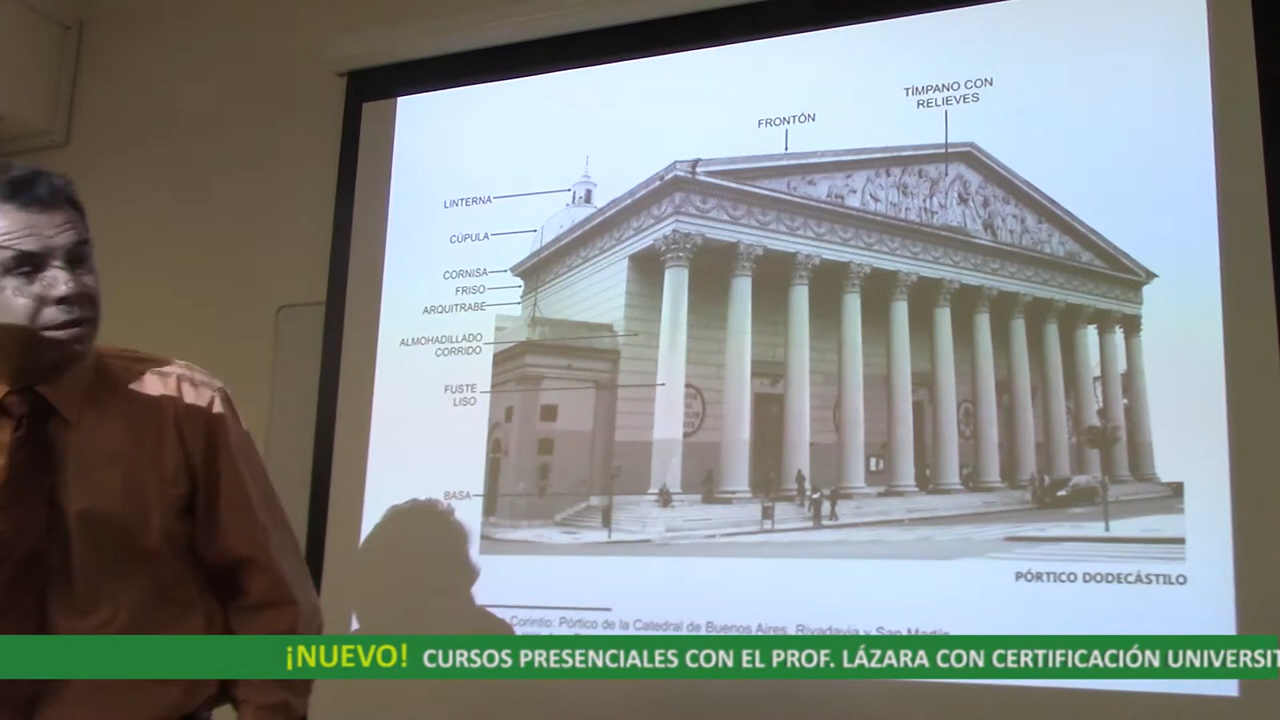 TÍMPANO CON
RELIEVES
FRONTÓN
LINTERNA
CÚPULA
CORNISA
FRISO
ARQUITRABE
ALMOHADILLADO
CORRIDO
FUSTE
LISO
BASA
PÓRTICO DODECÁSTILO
Corintio: Pórtico de la Catedral de Buenos Aires. Rivadavia y San Martín
¡NUEVO! CURSOS PRESENCIALES CON EL PROF. LÁZARA CON CERTIFICACIÓN UNIVERSIT